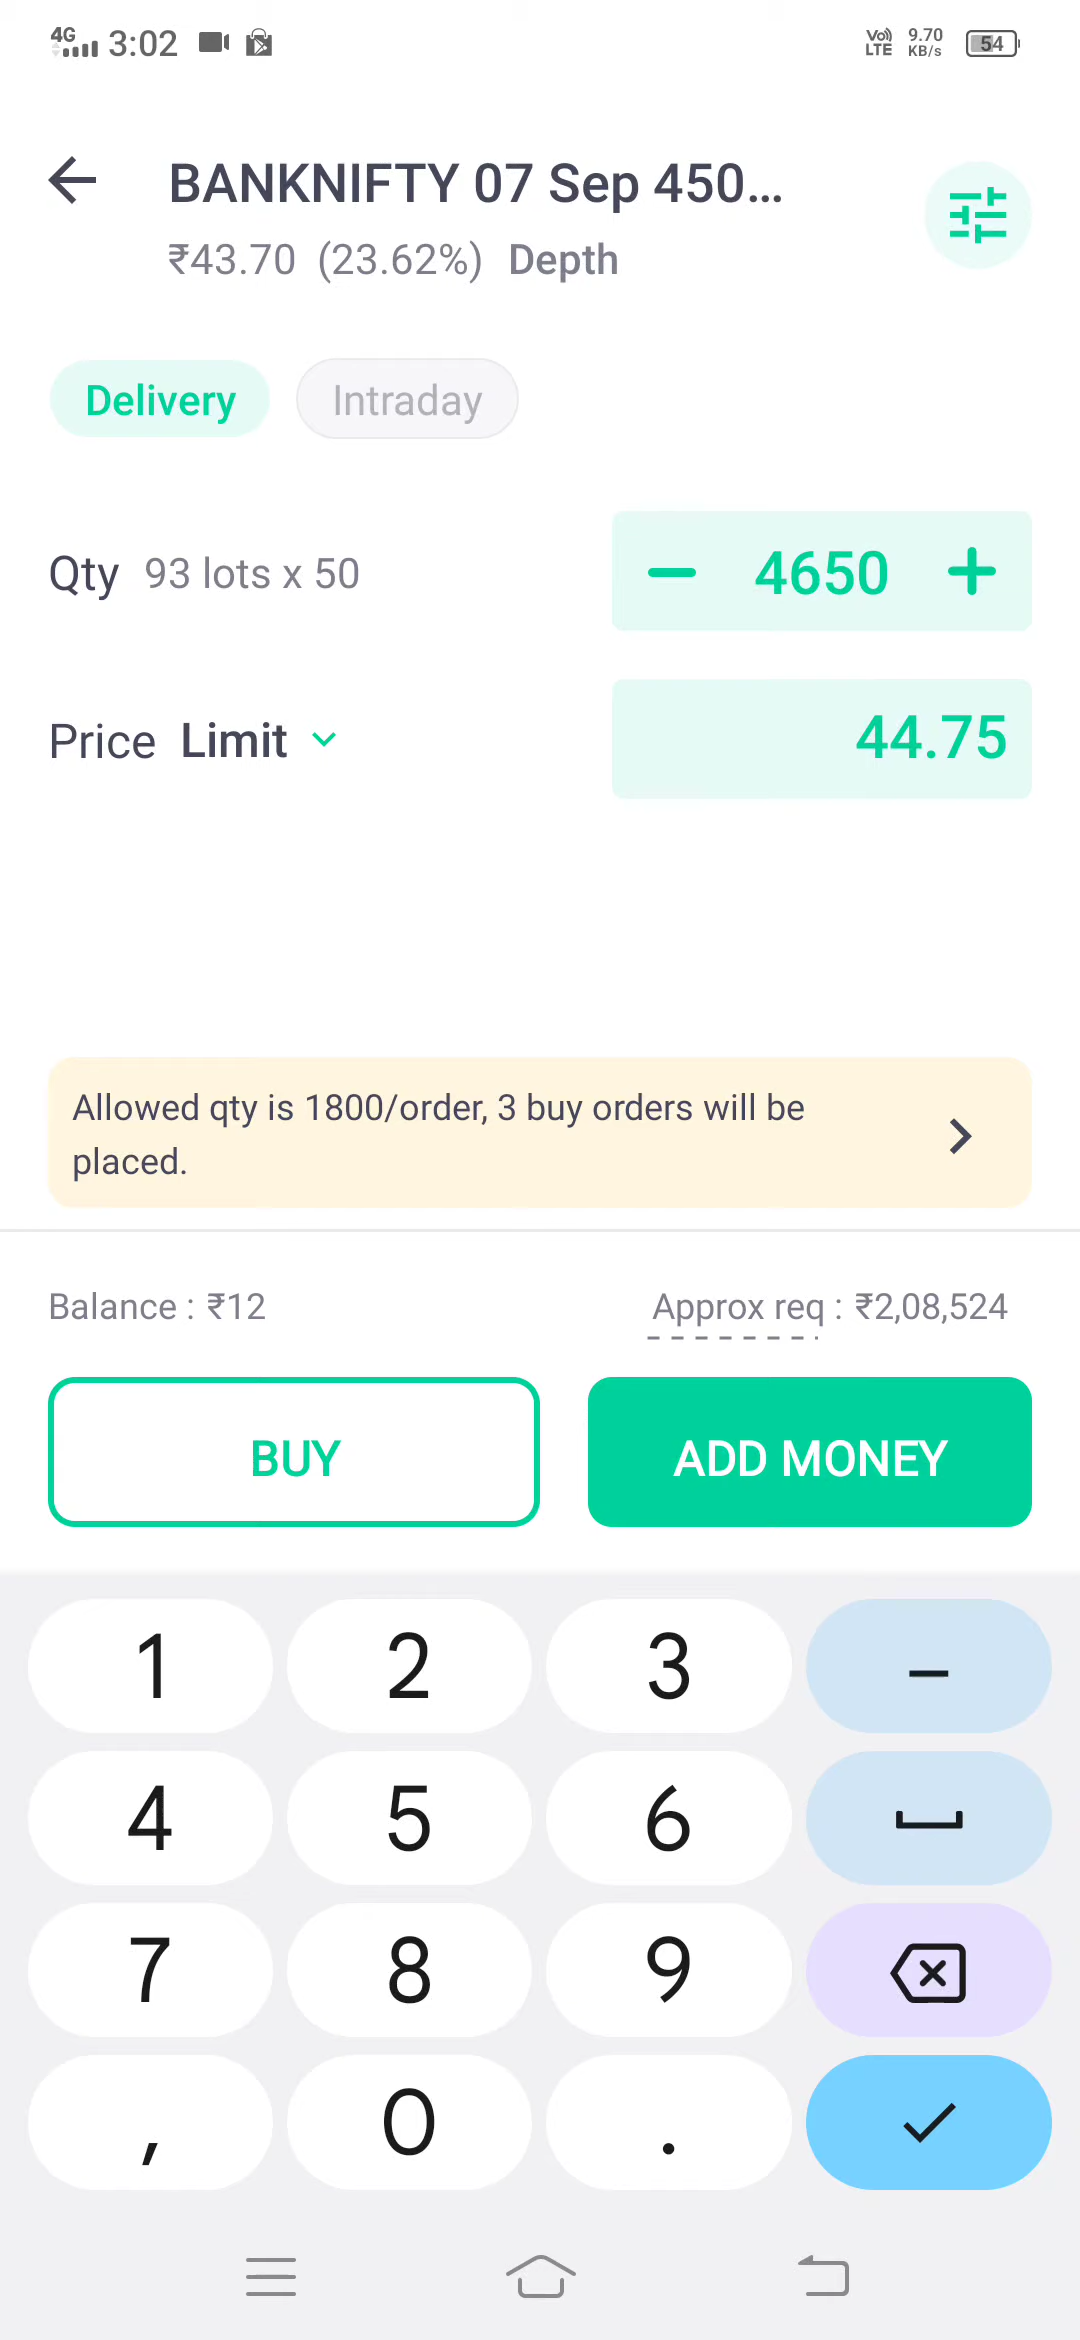 4G 3:02 Vo) LTE 9.70 KB/s 54
BANKNIFTY 07 Sep 450...
₹43.70 (23.62%) Depth
Delivery Intraday
Qty 93 lots x 50 − 4650 +
Price Limit 44.75
Allowed qty is 1800/order, 3 buy orders will be
placed.
Balance : ₹12 Approx req : ₹2,08,524
BUY ADD MONEY
1 2 3 –
4 5 6
7 8 9
, 0 .